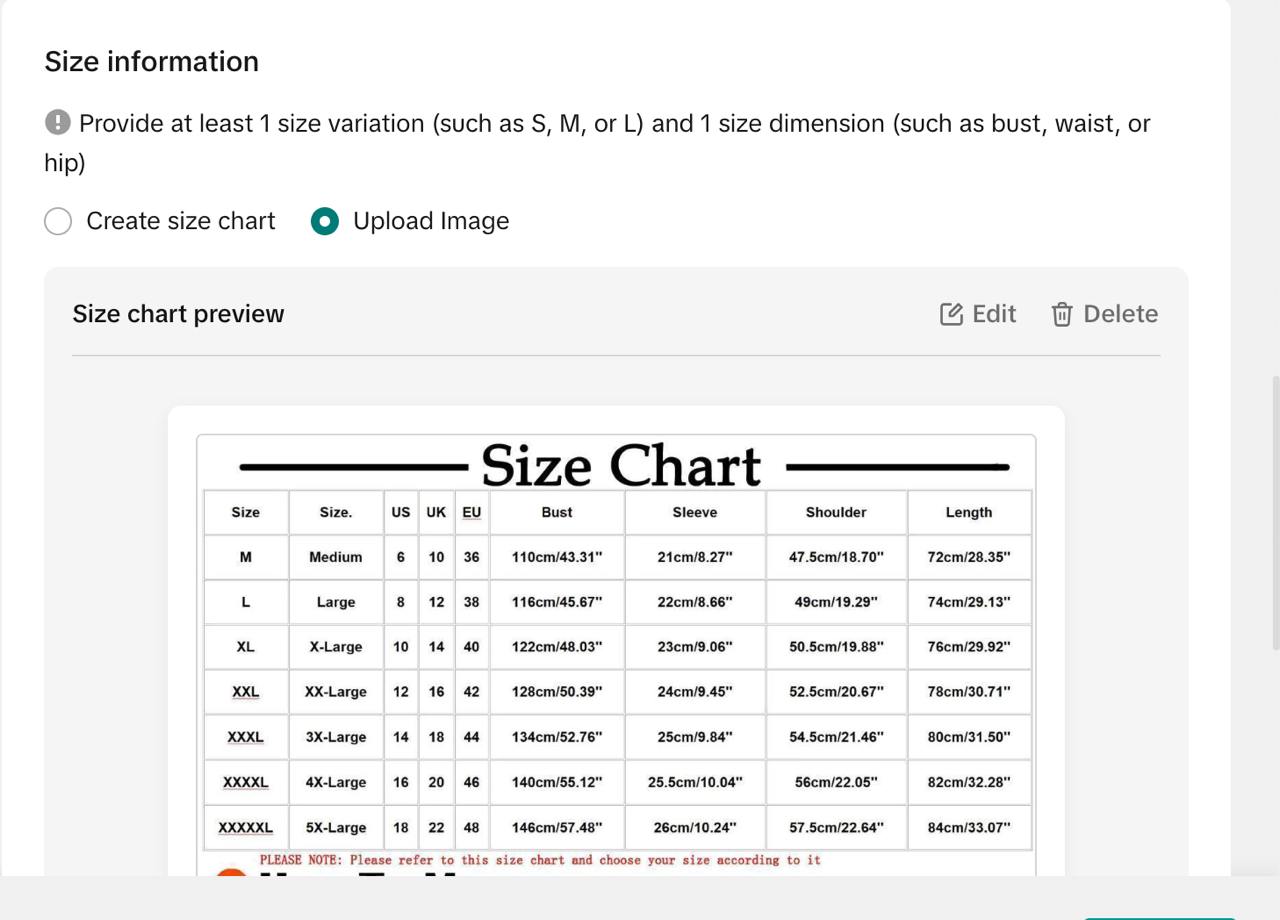 Size information
Provide at least 1 size variation (such as S, M, or L) and 1 size dimension (such as bust, waist, or
hip)
Create size chart Upload Image
Size chart preview Edit Delete
Size Chart
Size Size. US UK EU Bust Sleeve Shoulder Length
M Medium 6 10 36 110cm/43.31" 21cm/8.27" 47.5cm/18.70" 72cm/28.35"
L Large 8 12 38 116cm/45.67" 22cm/8.66" 49cm/19.29" 74cm/29.13"
XL X-Large 10 14 40 122cm/48.03" 23cm/9.06" 50.5cm/19.88" 76cm/29.92"
XXL XX-Large 12 16 42 128cm/50.39" 24cm/9.45" 52.5cm/20.67" 78cm/30.71"
XXXL 3X-Large 14 18 44 134cm/52.76" 25cm/9.84" 54.5cm/21.46" 80cm/31.50"
XXXXL 4X-Large 16 20 46 140cm/55.12" 25.5cm/10.04" 56cm/22.05" 82cm/32.28"
XXXXXL 5X-Large 18 22 48 146cm/57.48" 26cm/10.24" 57.5cm/22.64" 84cm/33.07"
PLEASE NOTE: Please refer to this size chart and choose your size according to it